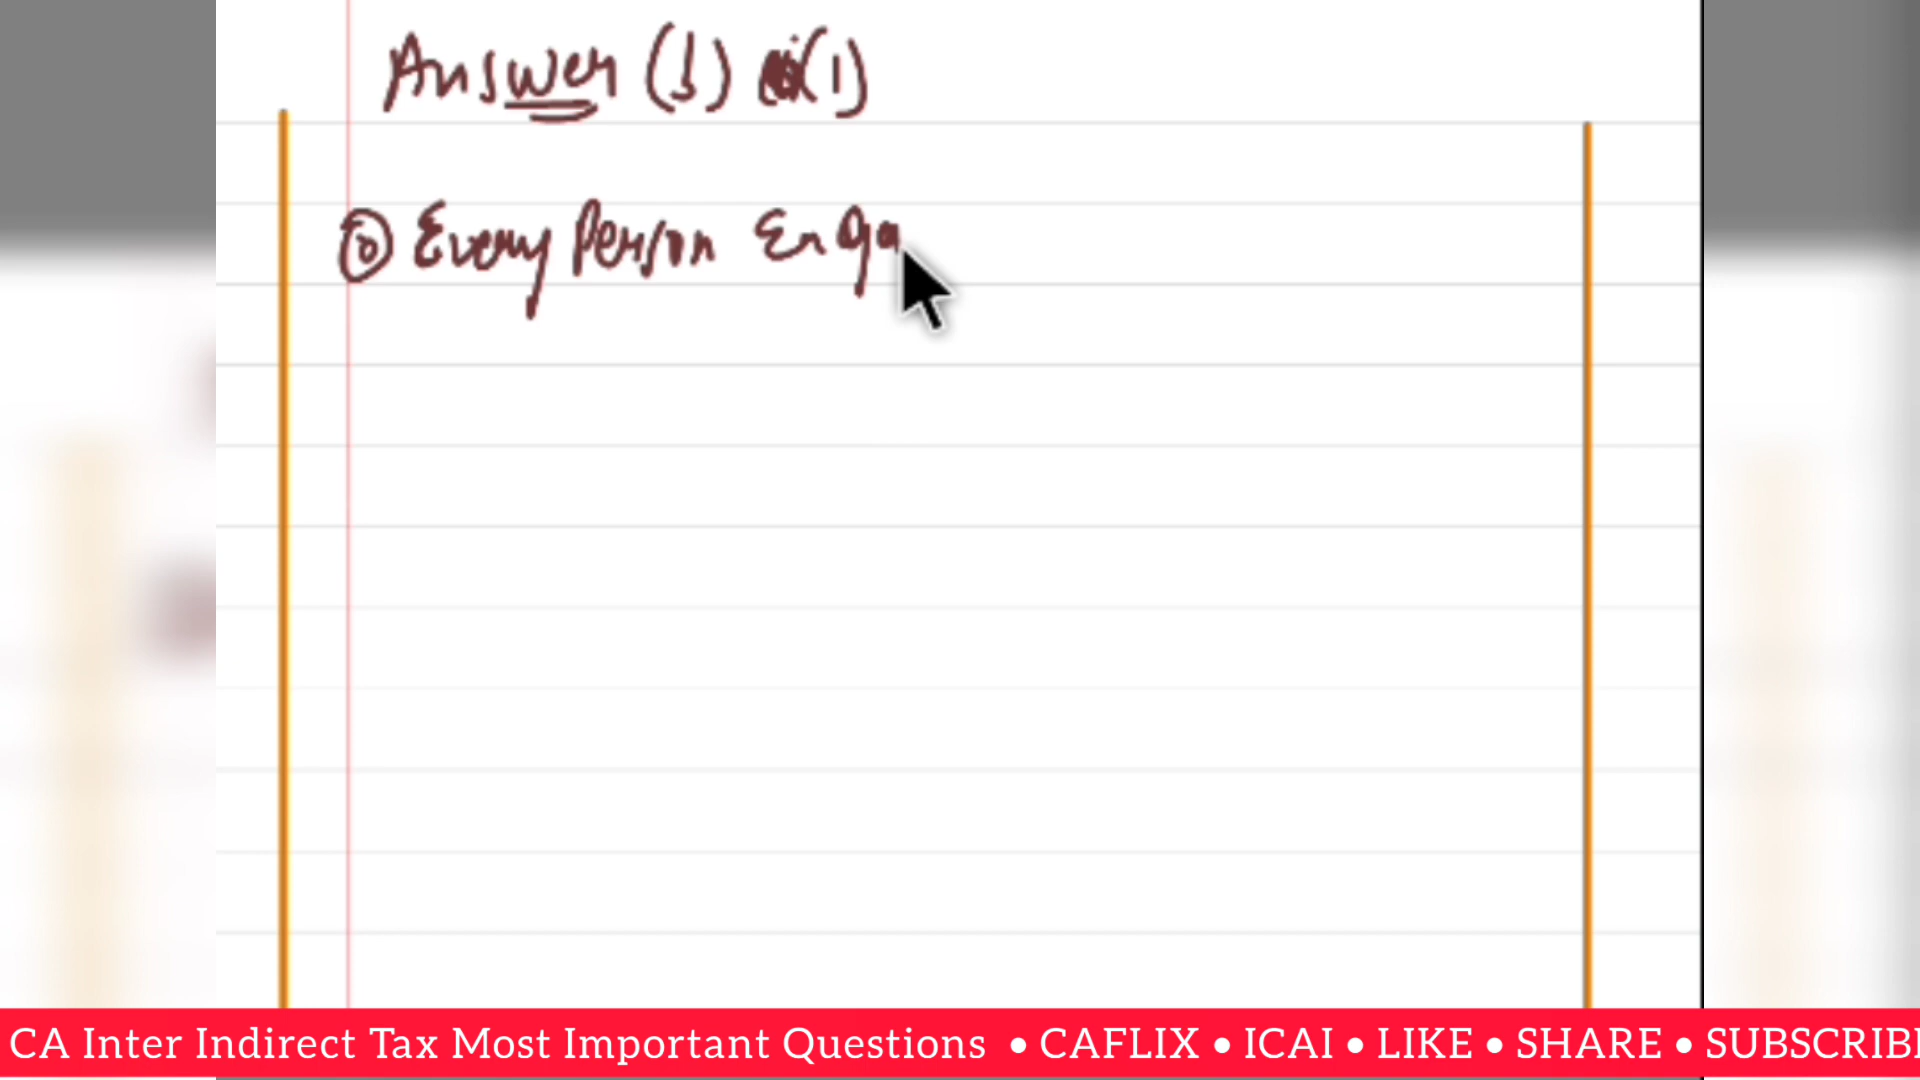 Answer (1) (1)
Every Person Enga
CA Inter Indirect Tax Most Important Questions • CAFLIX • ICAI • LIKE • SHARE • SUBSCRIB